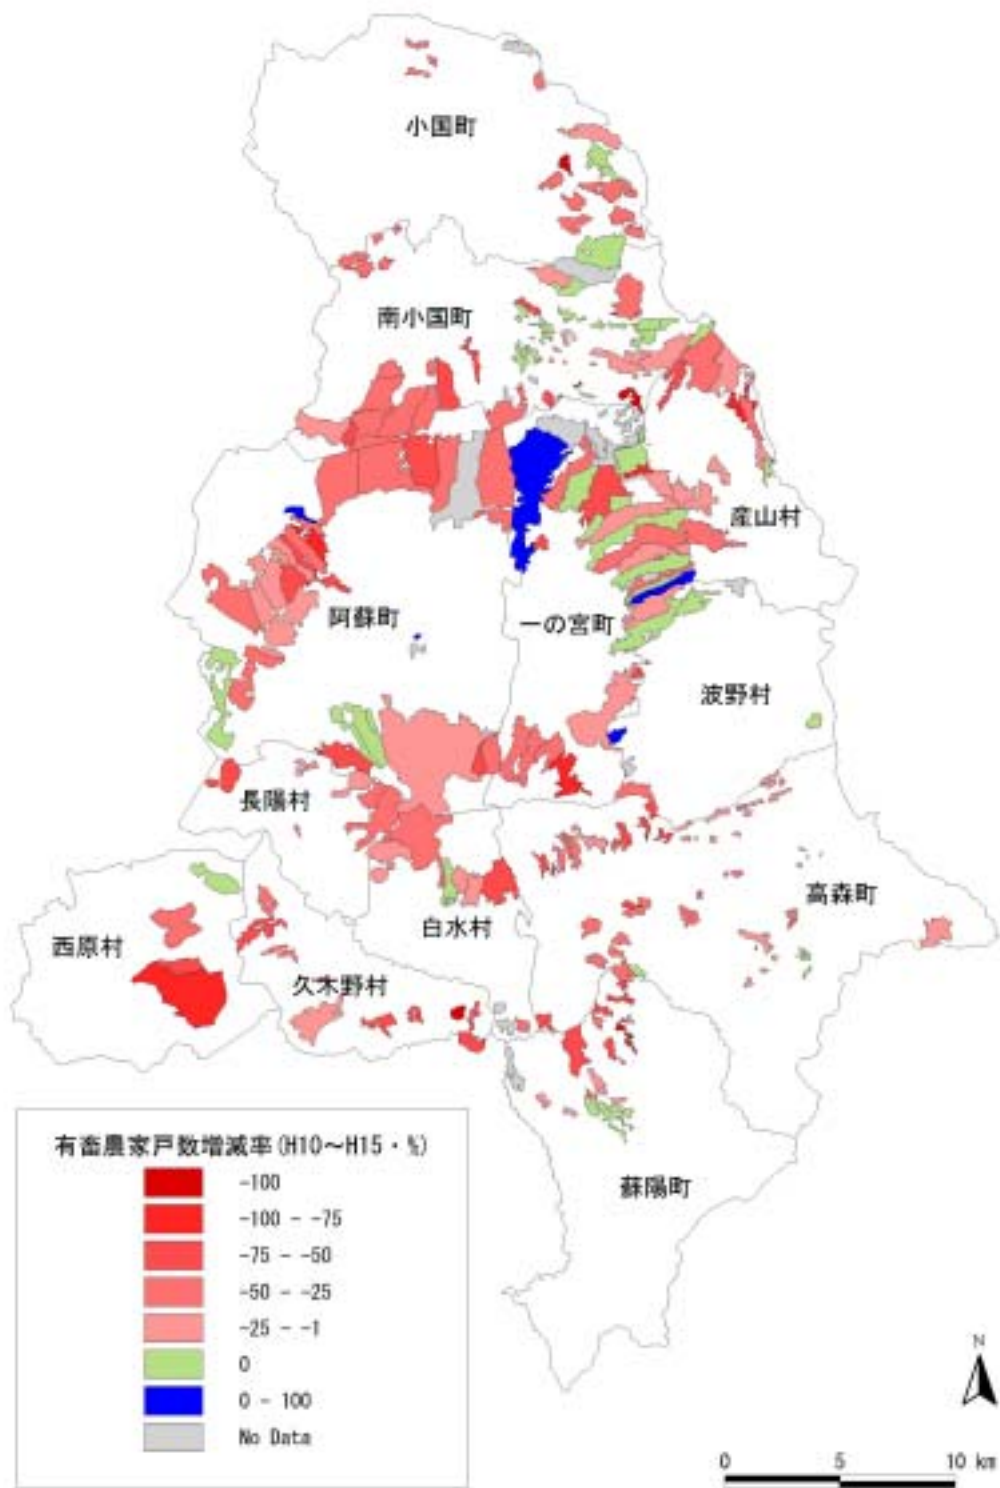 小国町
南小国町
産山村
阿蘇町
一の宮町
波野村
長陽村
高森町
白水村
西原村
久木野村
蘇陽町
有畜農家戸数増減率(H10～H15・%)
-100
-100 - -75
-75 - -50
-50 - -25
-25 - -1
0
0 - 100
No Data
N
0 5 10 km